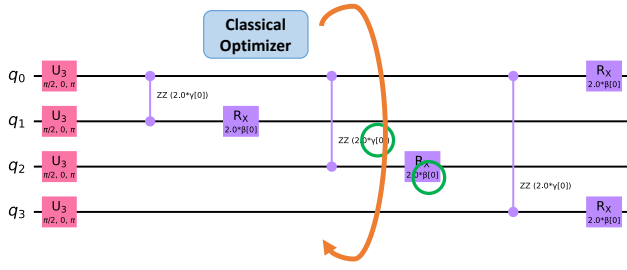 Classical
Optimizer
q0 U3 RX
π/2, 0, π 2.0*β[0]
ZZ (2.0*γ[0])
q1 U3 RX
π/2, 0, π 2.0*β[0]
ZZ (2.0*γ[0])
q2 U3 RX
π/2, 0, π 2.0*β[0]
ZZ (2.0*γ[0])
q3 U3 RX
π/2, 0, π 2.0*β[0]